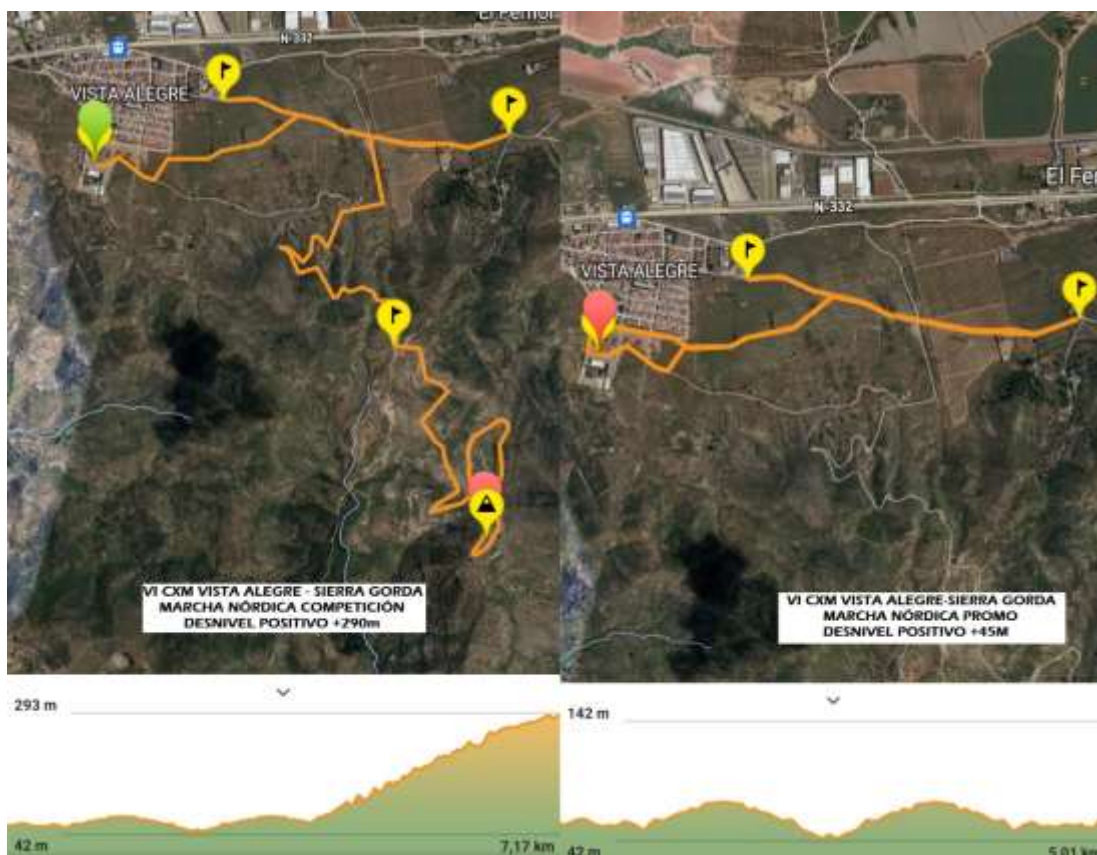 El Femor
N-332
VISTA ALEGRE
VI CXM VISTA ALEGRE - SIERRA GORDA
MARCHA NÓRDICA COMPETICIÓN
DESNIVEL POSITIVO +290m
293 m
42 m
7,17 km
El Fe
N-332
VISTA ALEGRE
VI CXM VISTA ALEGRE-SIERRA GORDA
MARCHA NÓRDICA PROMO
DESNIVEL POSITIVO +45M
142 m
42 m
5,01 km